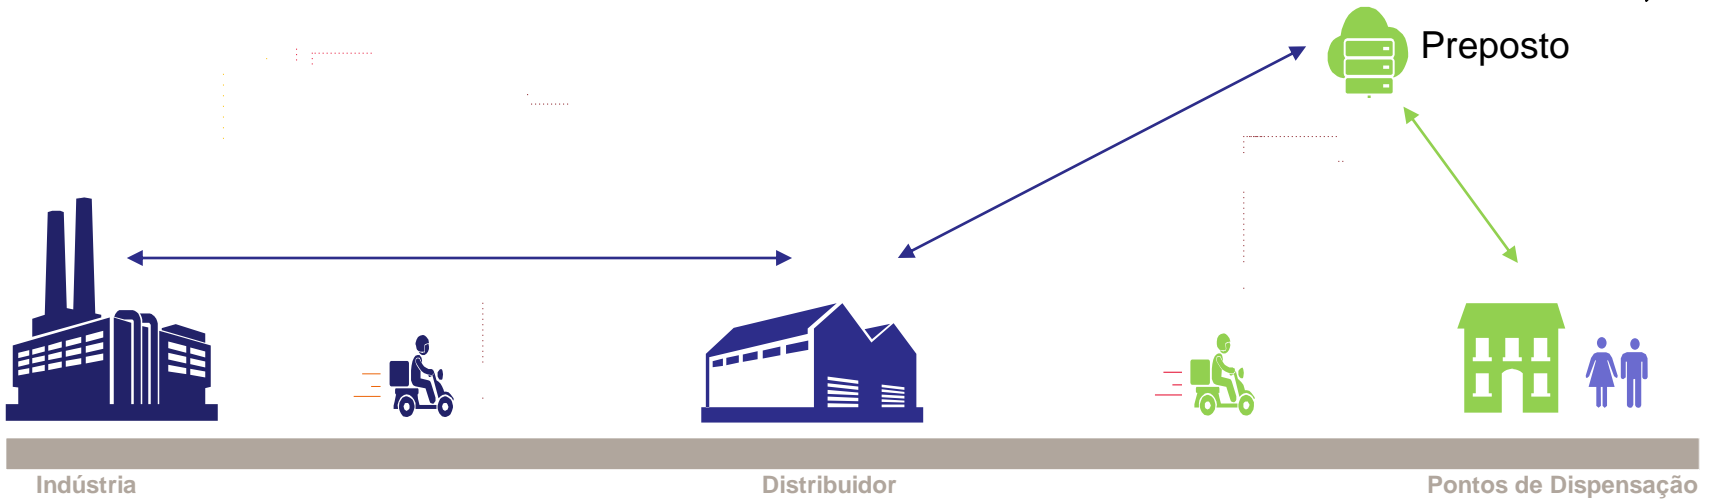 Preposto
Indústria
Distribuidor
Pontos de Dispensação